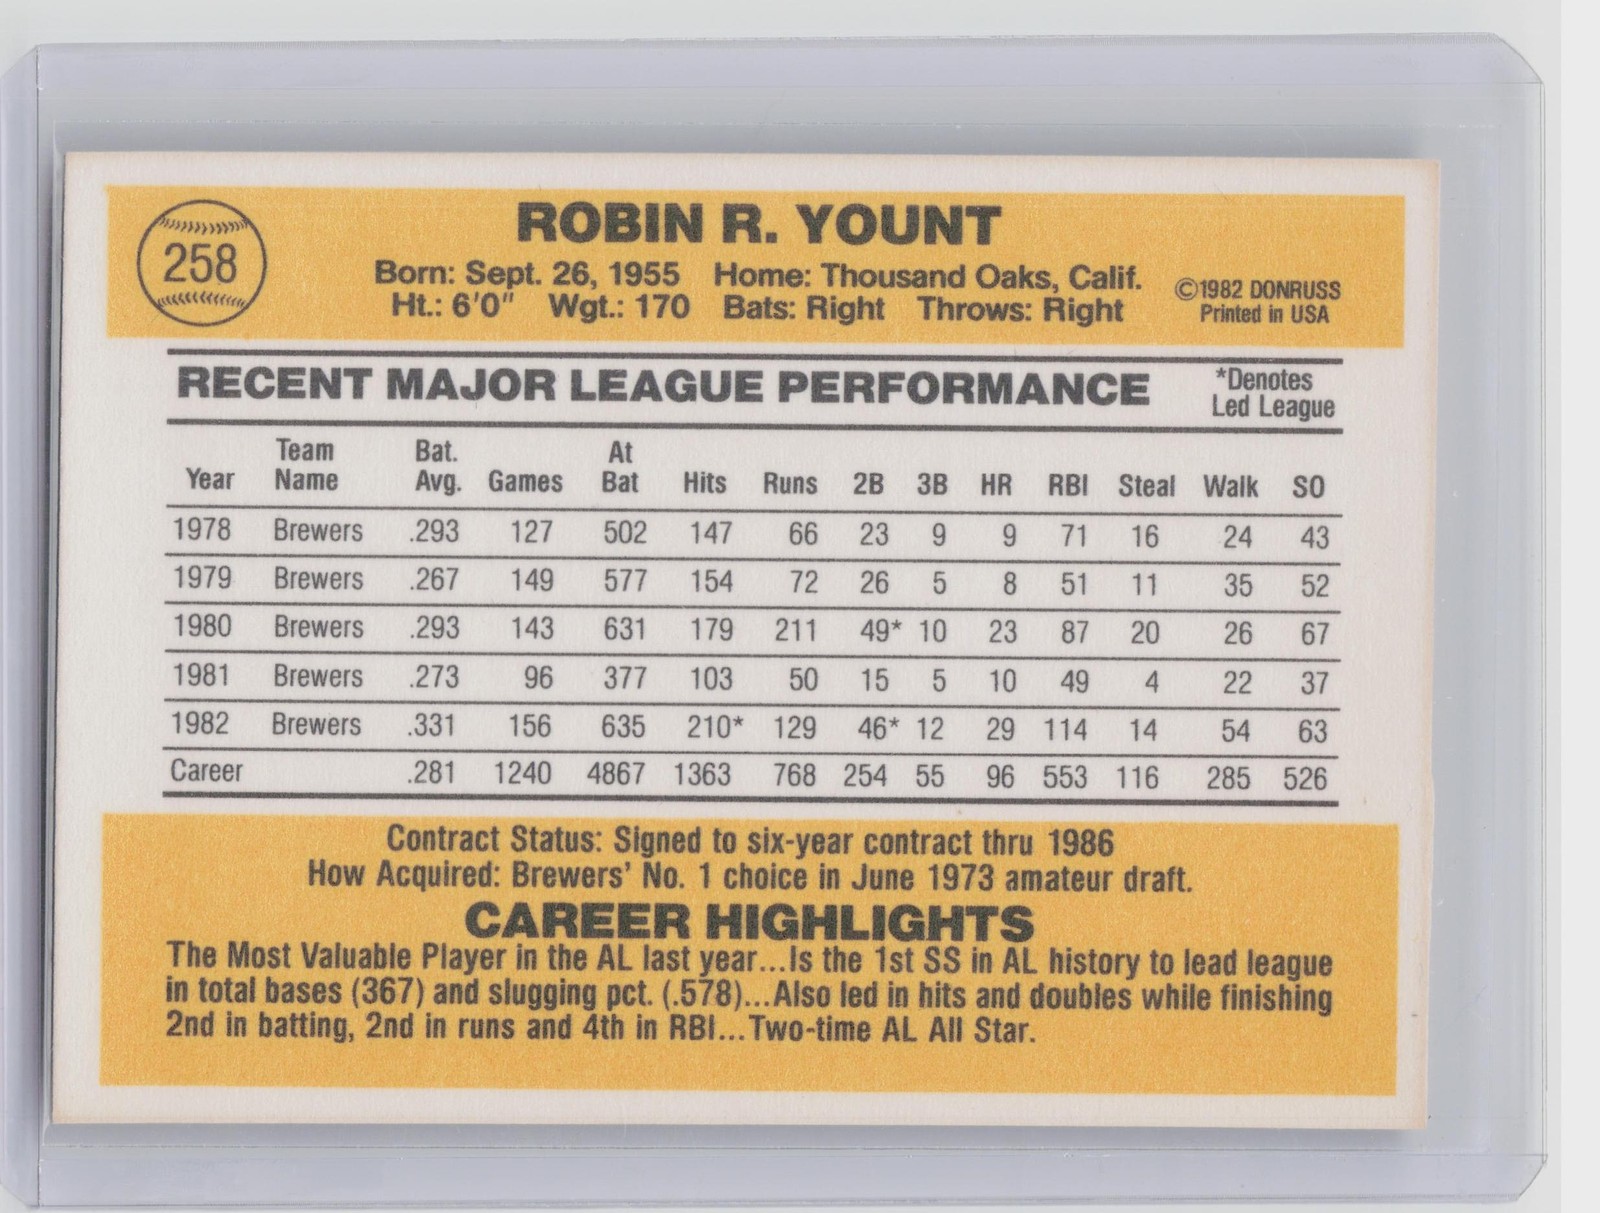 258
ROBIN R. YOUNT
Born: Sept. 26, 1955 Home: Thousand Oaks, Calif.
Ht.: 6'0" Wgt.: 170 Bats: Right Throws: Right
©1982 DONRUSS
Printed in USA
RECENT MAJOR LEAGUE PERFORMANCE
*Denotes
Led League
Year Team Name Bat. Avg. Games At Bat Hits Runs 2B 3B HR RBI Steal Walk SO
1978 Brewers .293 127 502 147 66 23 9 9 71 16 24 43
1979 Brewers .267 149 577 154 72 26 5 8 51 11 35 52
1980 Brewers .293 143 631 179 211 49* 10 23 87 20 26 67
1981 Brewers .273 96 377 103 50 15 5 10 49 4 22 37
1982 Brewers .331 156 635 210* 129 46* 12 29 114 14 54 63
Career .281 1240 4867 1363 768 254 55 96 553 116 285 526
Contract Status: Signed to six-year contract thru 1986
How Acquired: Brewers' No. 1 choice in June 1973 amateur draft.
CAREER HIGHLIGHTS
The Most Valuable Player in the AL last year...Is the 1st SS in AL history to lead league
in total bases (367) and slugging pct. (.578)...Also led in hits and doubles while finishing
2nd in batting, 2nd in runs and 4th in RBI...Two-time AL All Star.